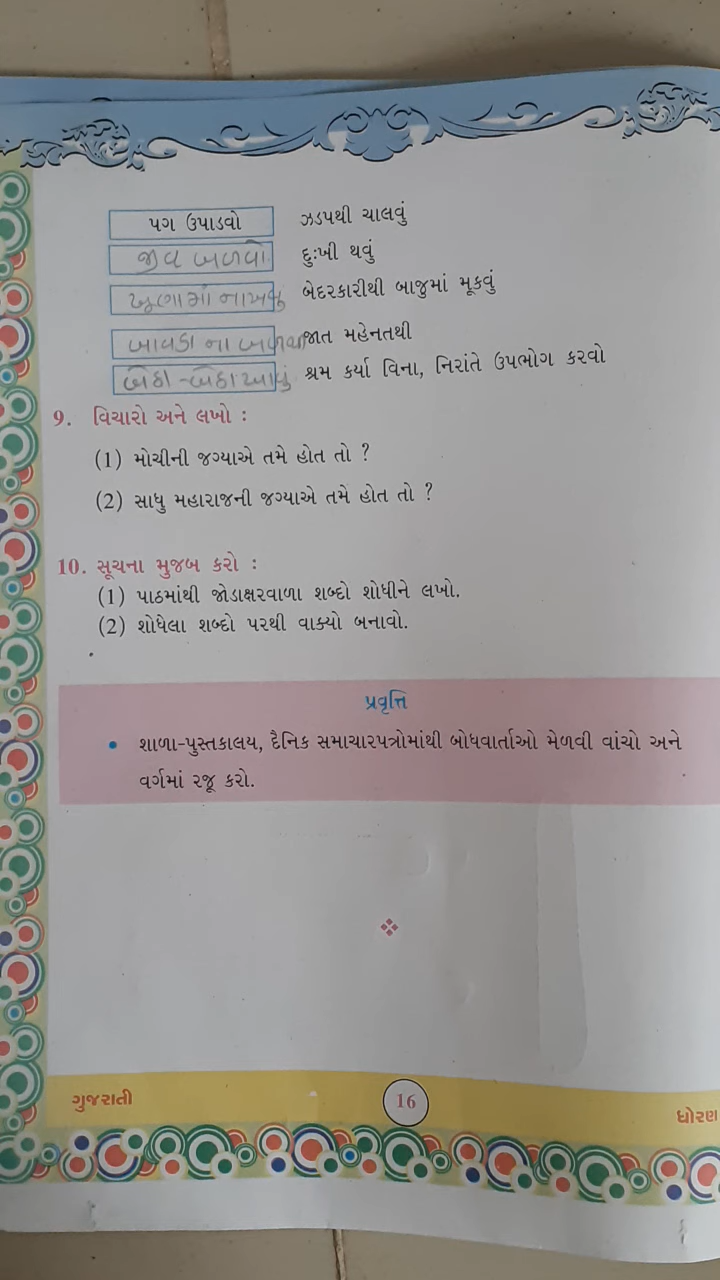 પગ ઉપાડવો ઝડપથી ચાલવું
જીવ બળવો દુઃખી થવું
ખૂણામાં નાખવું બેદરકારીથી બાજુમાં મૂકવું
બાવડા ના બળથી જાત મહેનતથી
બેઠા-બેઠા ખાવું શ્રમ કર્યા વિના, નિરાંતે ઉપભોગ કરવો
9. વિચારો અને લખો :
(1) મોચીની જગ્યાએ તમે હોત તો ?
(2) સાધુ મહારાજની જગ્યાએ તમે હોત તો ?
10. સૂચના મુજબ કરો :
(1) પાઠમાંથી જોડાક્ષરવાળા શબ્દો શોધીને લખો.
(2) શોધેલા શબ્દો પરથી વાક્યો બનાવો.
પ્રવૃત્તિ
• શાળા-પુસ્તકાલય, દૈનિક સમાચારપત્રોમાંથી બોધવાર્તાઓ મેળવી વાંચો અને
વર્ગમાં રજૂ કરો.
ગુજરાતી 16 ધોરણ